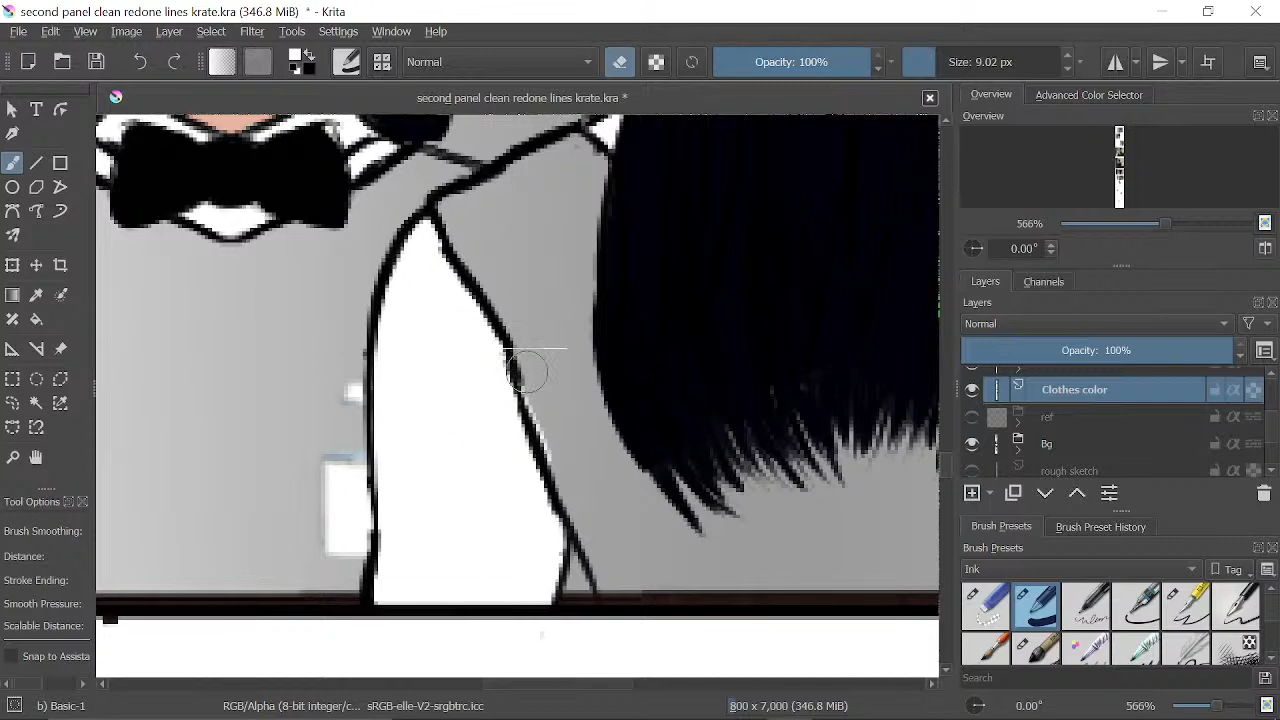 second panel clean redone lines krate.kra (346.8 MiB) * - Krita
File Edit View Image Layer Filter Select Tools Settings Window Help
Normal Opacity: 100% Size: 9.02 px
second panel clean redone lines krate.kra *
Overview Advanced Color Selector
Overview
566%
0.00°
Layers Channels
Layers
Normal
Opacity: 100%
Clothes color
ref
Bg
rough sketch
Tool Options
Brush Smoothing:
Distance:
Stroke Ending:
Smooth Pressure:
Scalable Distance:
Snap to Assista
Brush Presets Brush Preset History
Brush Presets
Ink Tag
Search
b) Basic-1 RGB/Alpha (8-bit integer/c... sRGB-elle-V2-srgbtrc.icc 800 x 7,000 (346.8 MiB) 0.00° 566%